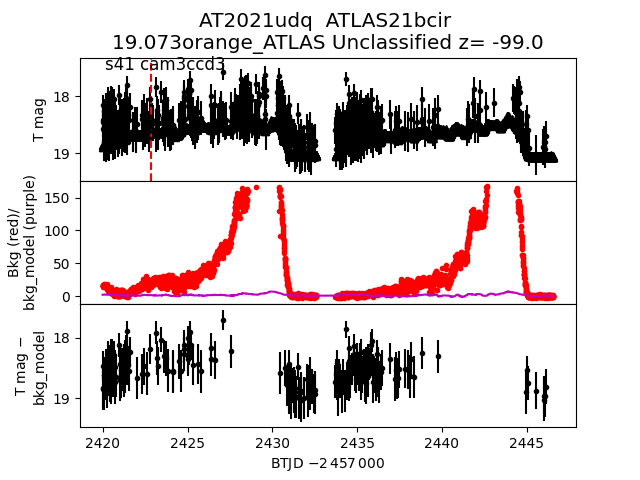 AT2021udq  ATLAS21bcir
19.073orange_ATLAS Unclassified z= -99.0
s41 cam3ccd3
T mag
18
19
Bkg (red)/
bkg_model (purple)
150
100
50
0
T mag −
bkg_model
18
19
2420 2425 2430 2435 2440 2445
BTJD −2 457 000